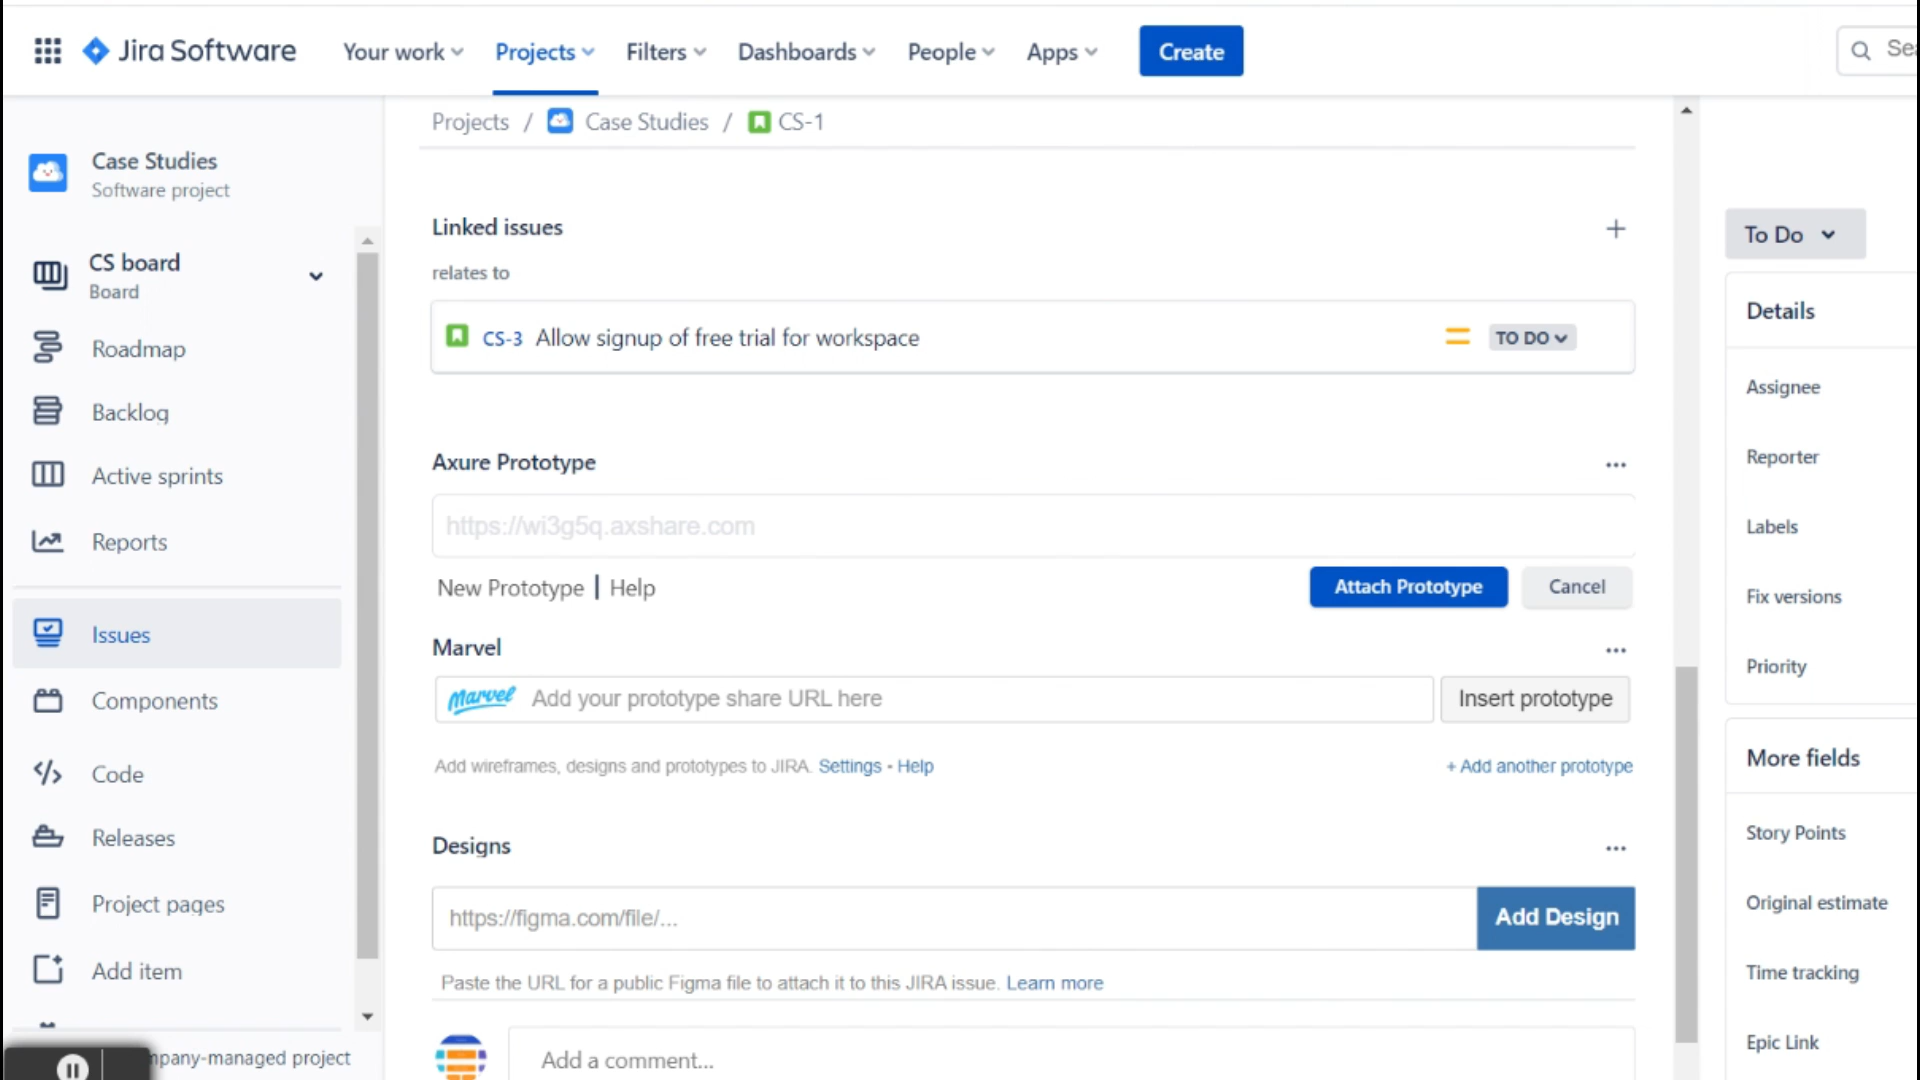 Jira Software
Your work
Projects
Filters
Dashboards
People
Apps
Create
Projects / Case Studies / CS-1
Case Studies
Software project
CS board
Board
Roadmap
Backlog
Active sprints
Reports
Issues
Components
Code
Releases
Project pages
Add item
project
Linked issues
relates to
CS-3 Allow signup of free trial for workspace
TO DO
Axure Prototype
https://wi3g5q.axshare.com
New Prototype | Help
Attach Prototype
Cancel
Marvel
Marvel Add your prototype share URL here
Insert prototype
Add wireframes, designs and prototypes to JIRA. Settings • Help
+ Add another prototype
Designs
https://figma.com/file/...
Add Design
Paste the URL for a public Figma file to attach it to this JIRA issue. Learn more
Add a comment...
To Do
Details
Assignee
Reporter
Labels
Fix versions
Priority
More fields
Story Points
Original estimate
Time tracking
Epic Link